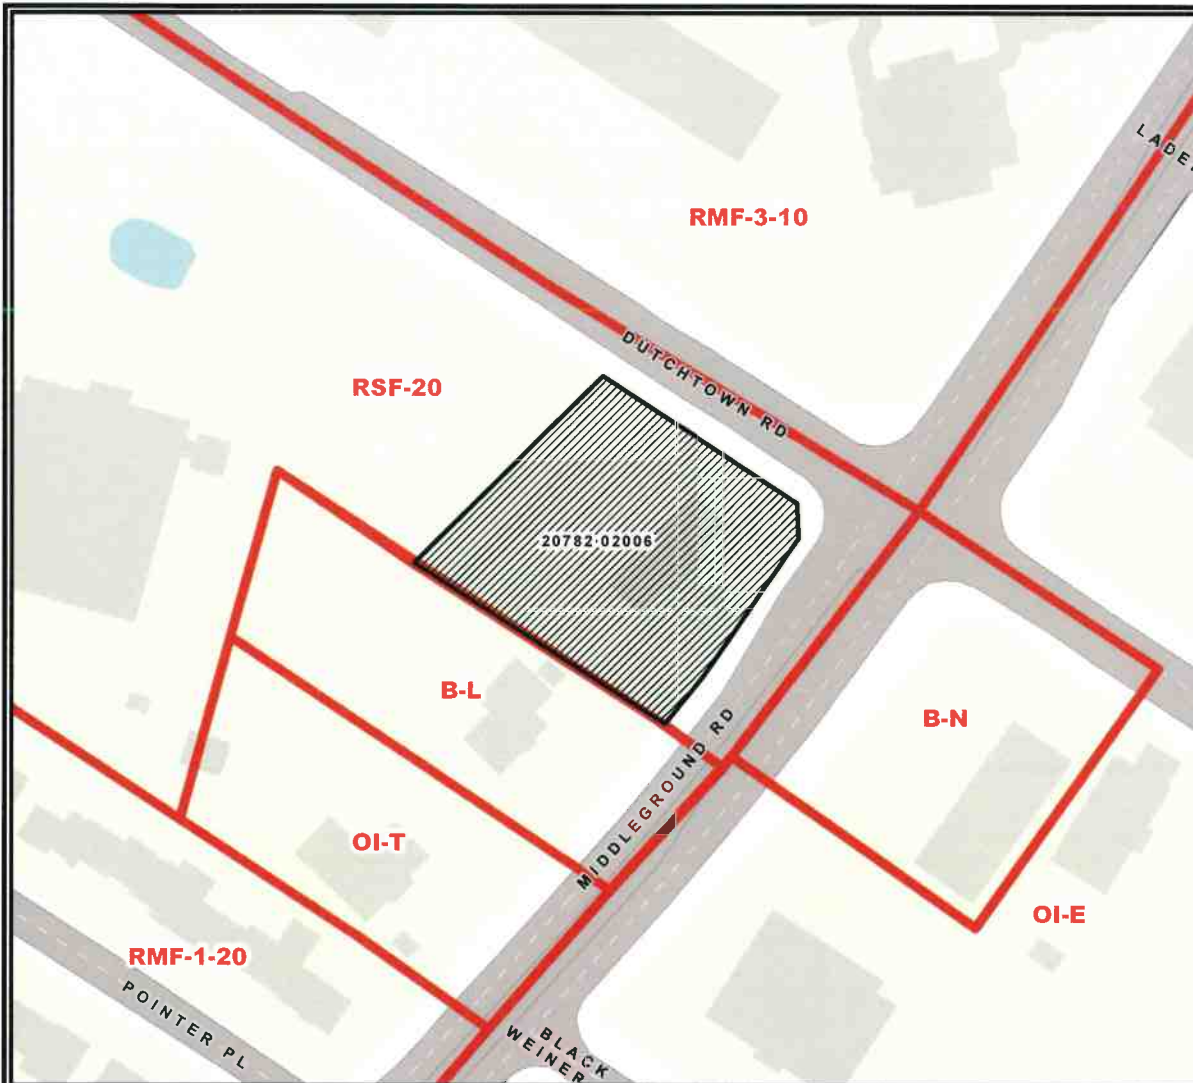 LADE
RMF-3-10
DUTCHTOWN RD
RSF-20
20782 02006
B-L
B-N
MIDDLEGROUND RD
OI-T
OI-E
RMF-1-20
POINTER PL
BLACK
WEINER